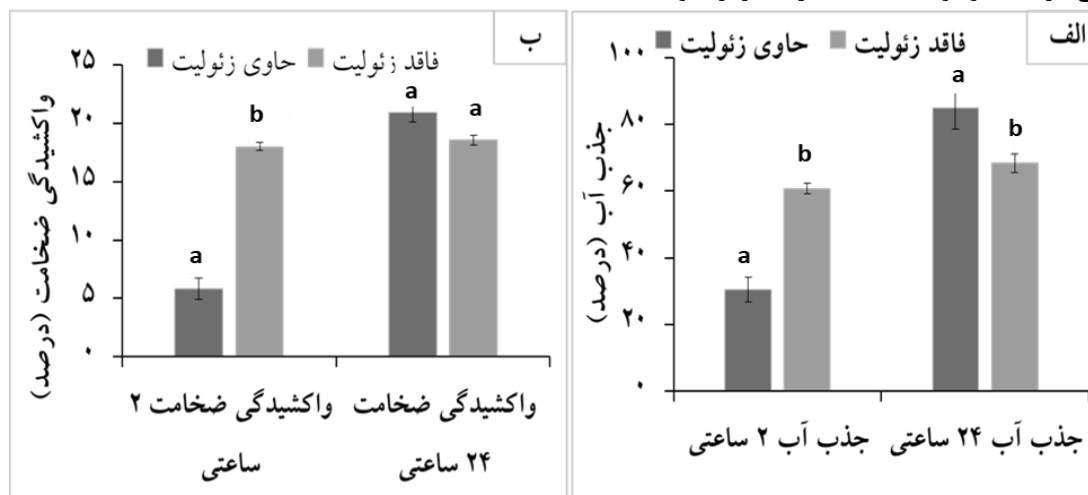 الف
حاوی زئولیت فاقد زئولیت
جذب آب (درصد)
۱۰۰
۸۰
۶۰
۴۰
۲۰
۰
a
b
a
b
جذب آب ۲ ساعتی جذب آب ۲۴ ساعتی
ب
حاوی زئولیت فاقد زئولیت
واکشیدگی ضخامت (درصد)
۲۵
۲۰
۱۵
۱۰
۵
۰
a
b
a
a
واکشیدگی ضخامت ۲
ساعتی
واکشیدگی ضخامت
۲۴ ساعتی